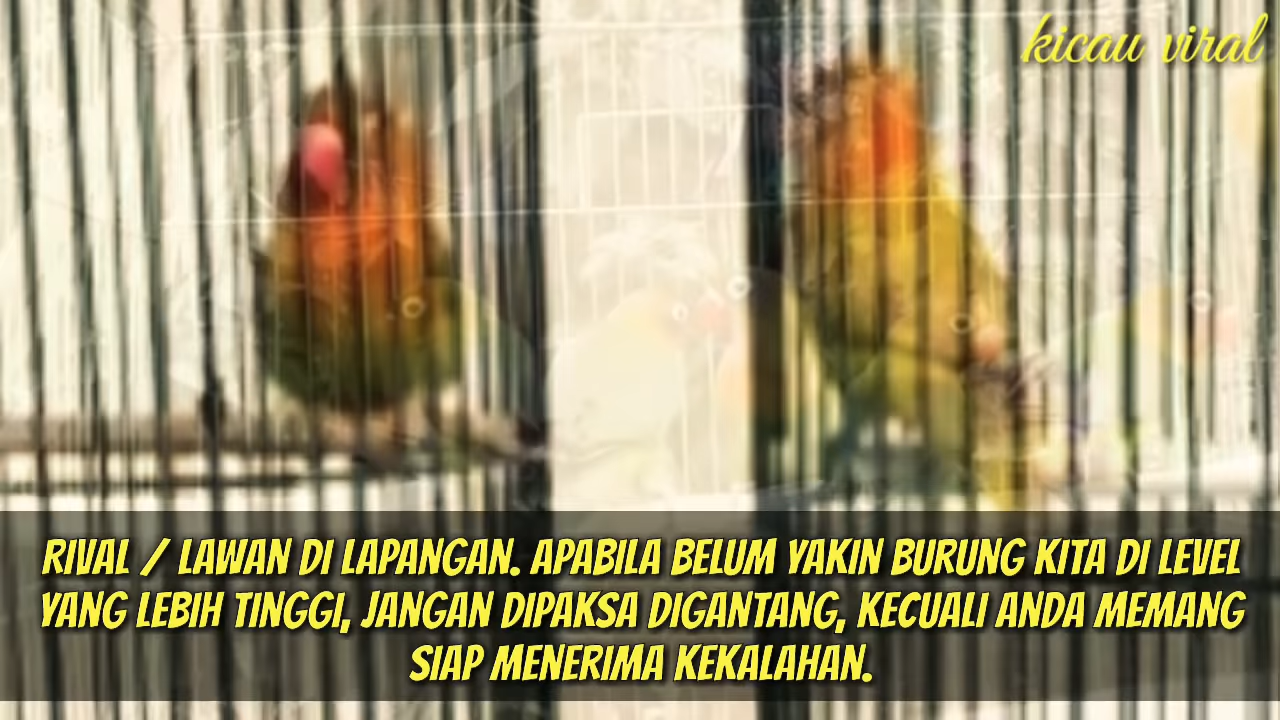 kicau viral
RIVAL / LAWAN DI LAPANGAN. APABILA BELUM YAKIN BURUNG KITA DI LEVEL
YANG LEBIH TINGGI, JANGAN DIPAKSA DIGANTANG, KECUALI ANDA MEMANG
SIAP MENERIMA KEKALAHAN.